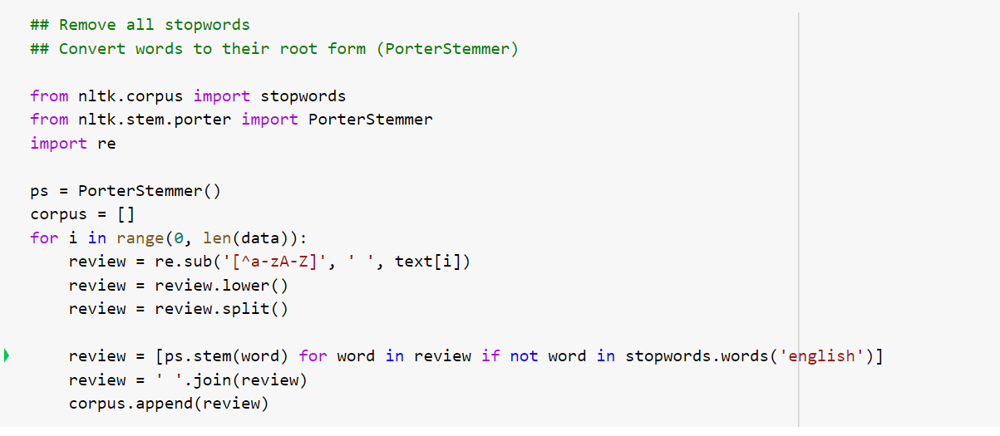 ## Remove all stopwords
## Convert words to their root form (PorterStemmer)
from nltk.corpus import stopwords
from nltk.stem.porter import PorterStemmer
import re
ps = PorterStemmer()
corpus = []
for i in range(0, len(data)):
    review = re.sub('[^a-zA-Z]', ' ', text[i])
    review = review.lower()
    review = review.split()
    review = [ps.stem(word) for word in review if not word in stopwords.words('english')]
    review = ' '.join(review)
    corpus.append(review)